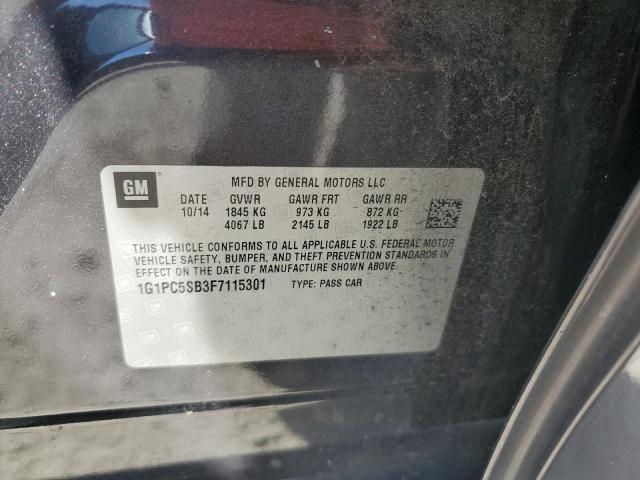 GM
MFD BY GENERAL MOTORS LLC
DATE GVWR GAWR FRT GAWR RR
10/14 1845 KG 973 KG 872 KG
4067 LB 2145 LB 1922 LB
THIS VEHICLE CONFORMS TO ALL APPLICABLE U.S. FEDERAL MOTOR
VEHICLE SAFETY, BUMPER, AND THEFT PREVENTION STANDARDS IN
EFFECT ON THE DATE OF MANUFACTURE SHOWN ABOVE.
1G1PC5SB3F7115301 TYPE: PASS CAR